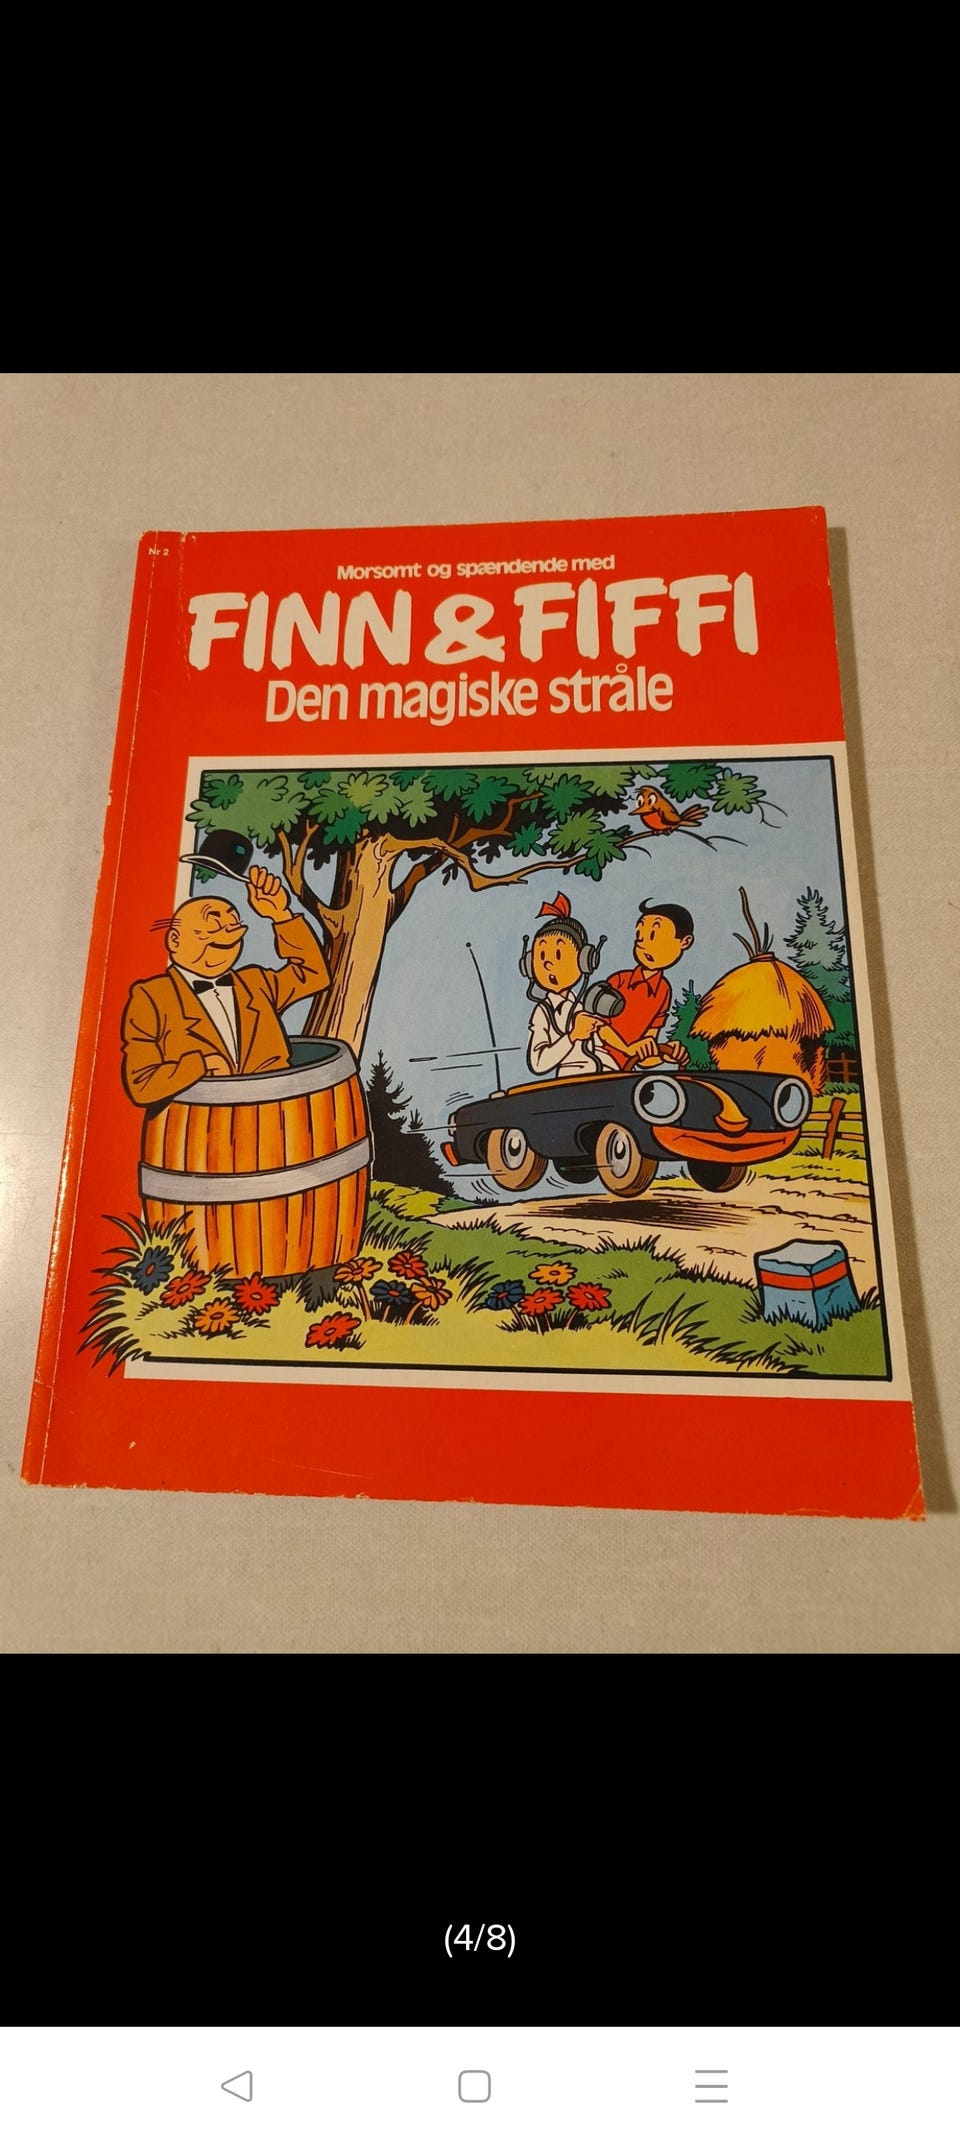 Nr 2
Morsomt og spændende med
FINN & FIFFI
Den magiske stråle
(4/8)